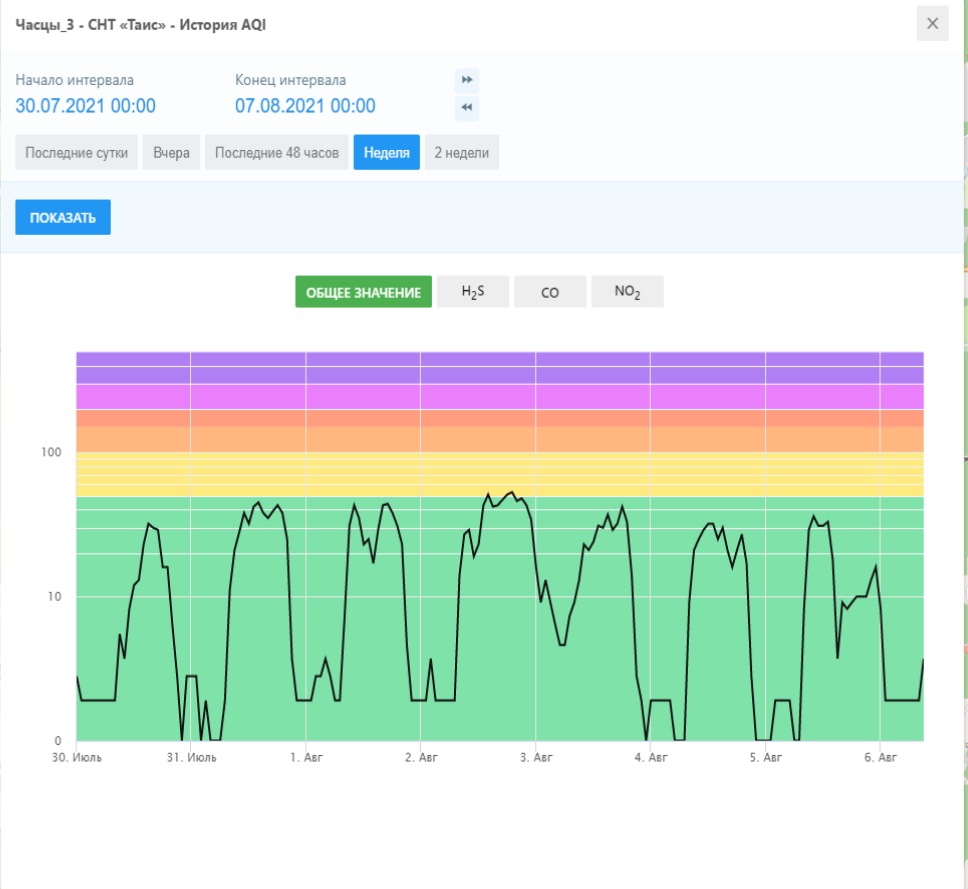 Часцы_3 - СНТ «Таис» - История AQI
Начало интервала
Конец интервала
30.07.2021 00:00
07.08.2021 00:00
Последние сутки
Вчера
Последние 48 часов
Неделя
2 недели
ПОКАЗАТЬ
ОБЩЕЕ ЗНАЧЕНИЕ
H₂S
CO
NO₂
100
10
0
30. Июль
31. Июль
1. Авг
2. Авг
3. Авг
4. Авг
5. Авг
6. Авг